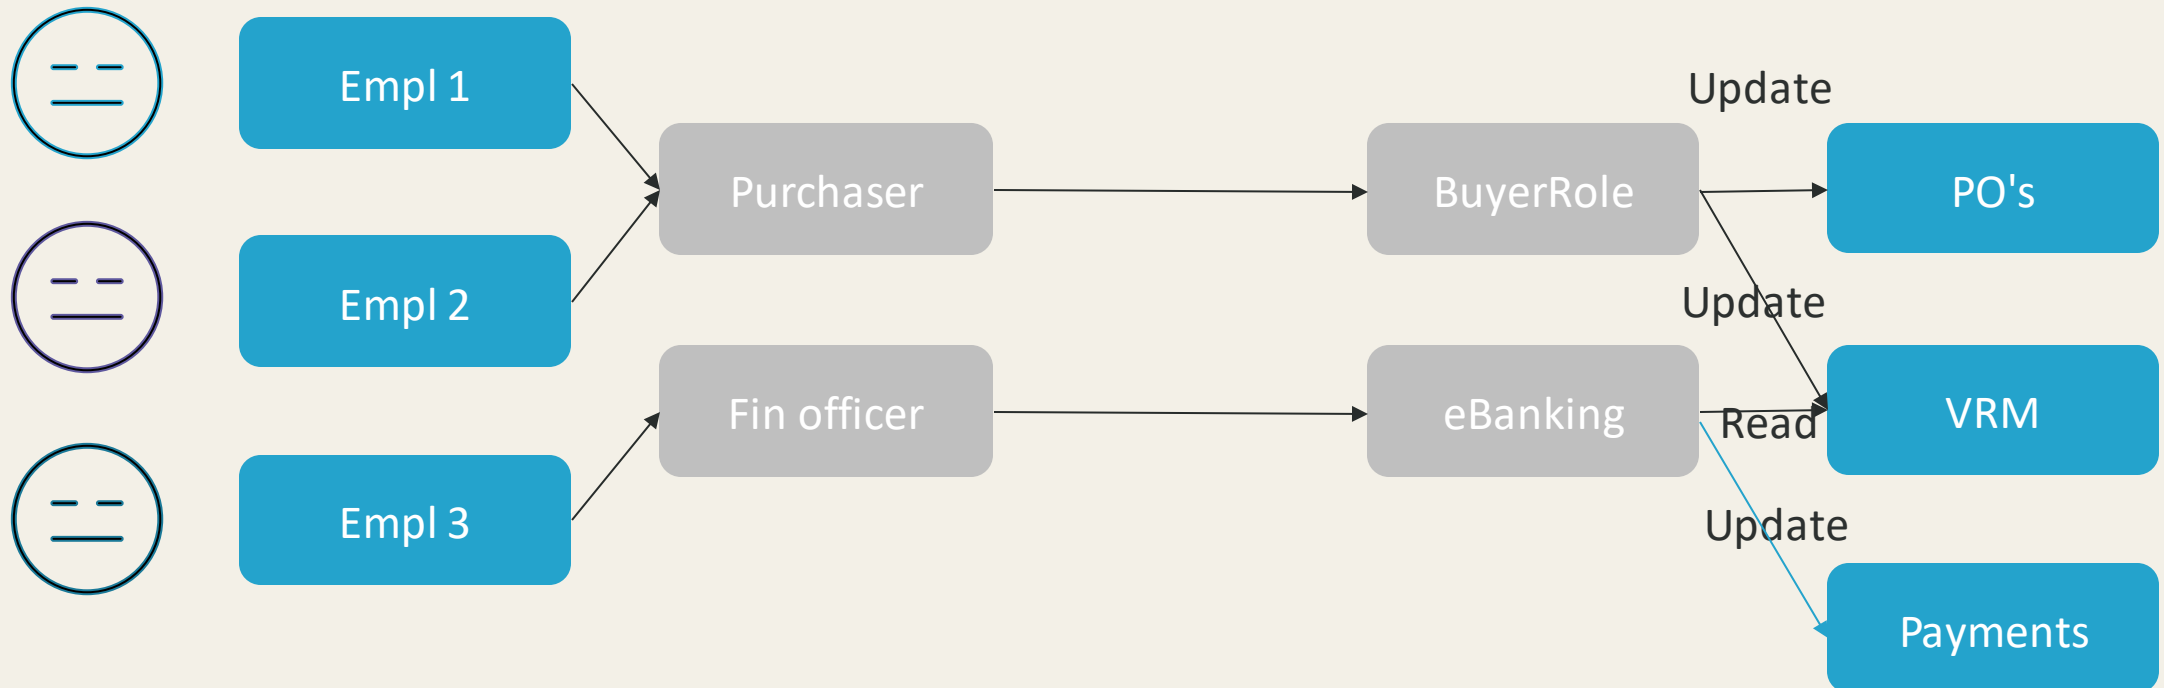 Empl 1
Update
Purchaser
BuyerRole
PO's
Empl 2
Update
Fin officer
eBanking
Read
VRM
Empl 3
Update
Payments